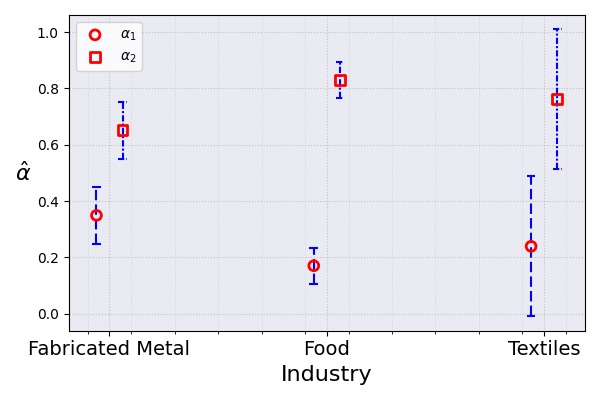 α₁
α₂
1.0
0.8
0.6
0.4
0.2
0.0
α̂
Fabricated Metal
Food
Textiles
Industry